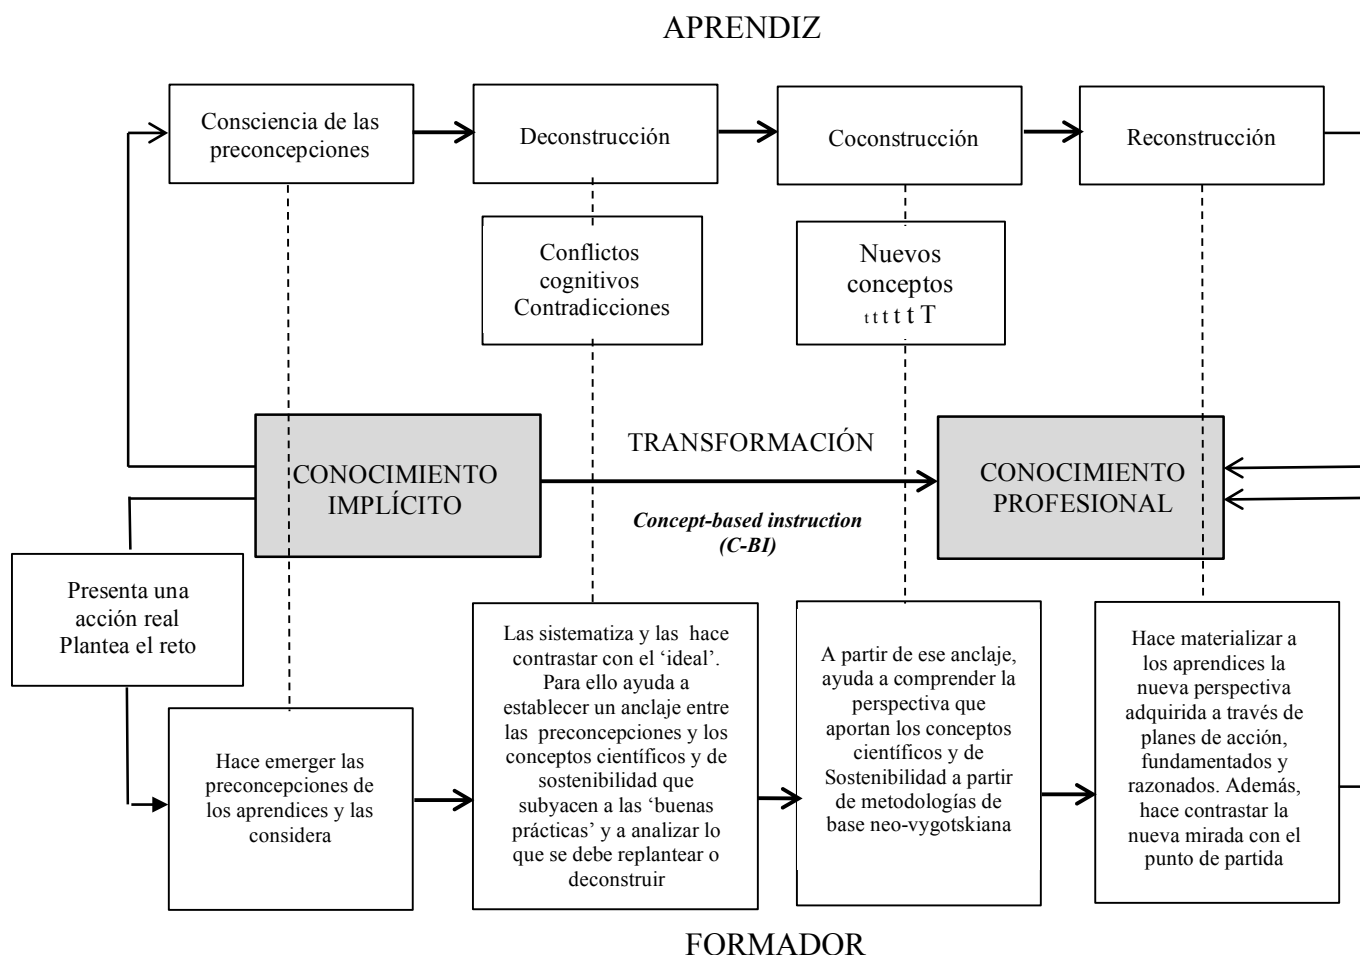 APRENDIZ
Consciencia de las
preconcepciones
Deconstrucción
Coconstrucción
Reconstrucción
Conflictos
cognitivos
Contradicciones
Nuevos
conceptos
t t t t t T
CONOCIMIENTO
IMPLÍCITO
TRANSFORMACIÓN
Concept-based instruction
(C-BI)
CONOCIMIENTO
PROFESIONAL
Presenta una
acción real
Plantea el reto
Hace emerger las
preconcepciones de
los aprendices y las
considera
Las sistematiza y las hace
contrastar con el ‘ideal’.
Para ello ayuda a
establecer un anclaje entre
las preconcepciones y los
conceptos científicos y de
sostenibilidad que
subyacen a las ‘buenas
prácticas’ y a analizar lo
que se debe replantear o
deconstruir
A partir de ese anclaje,
ayuda a comprender la
perspectiva que
aportan los conceptos
científicos y de
Sostenibilidad a partir
de metodologías de
base neo-vygotskiana
Hace materializar a
los aprendices la
nueva perspectiva
adquirida a través de
planes de acción,
fundamentados y
razonados. Además,
hace contrastar la
nueva mirada con el
punto de partida
FORMADOR